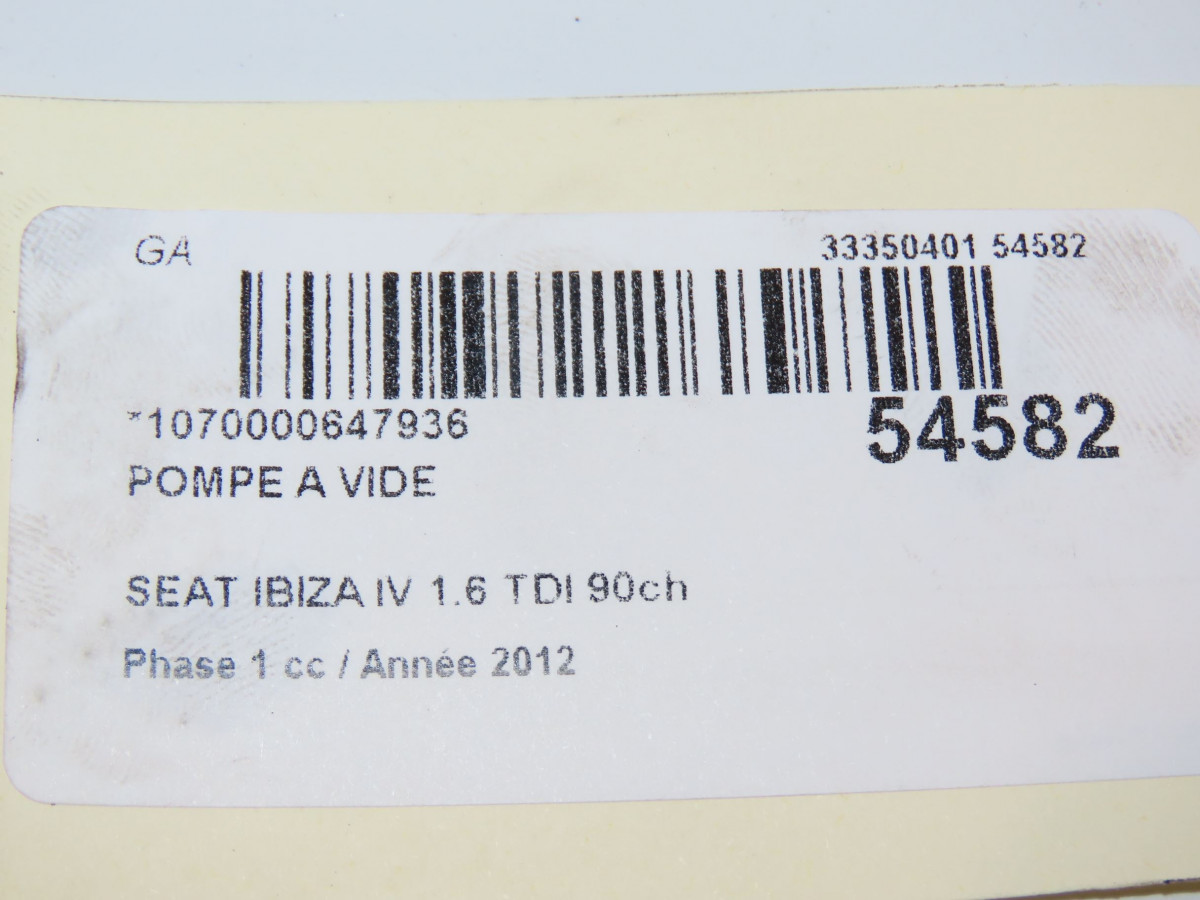 GA
33350401 54582
*1070000647936
54582
POMPE A VIDE
SEAT IBIZA IV 1.6 TDI 90ch
Phase 1 cc / Année 2012